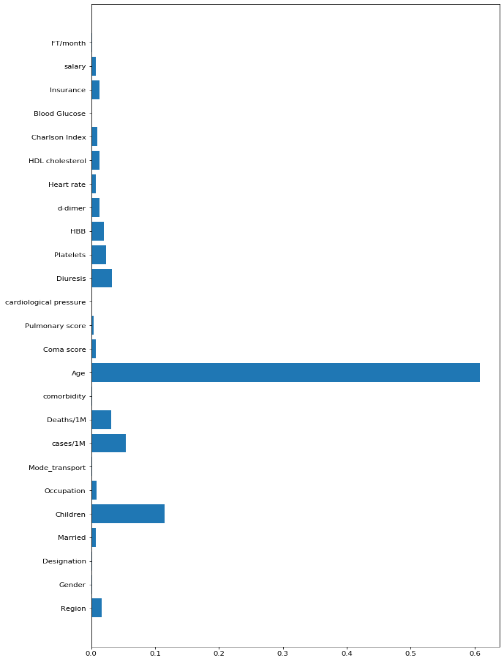 FT/month
salary
Insurance
Blood Glucose
Charlson Index
HDL cholesterol
Heart rate
d-dimer
HBB
Platelets
Diuresis
cardiological pressure
Pulmonary score
Coma score
Age
comorbidity
Deaths/1M
cases/1M
Mode_transport
Occupation
Children
Married
Designation
Gender
Region
0.0 0.1 0.2 0.3 0.4 0.5 0.6